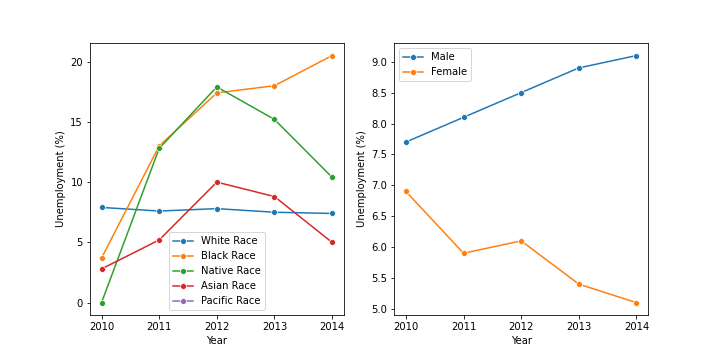 20
15
10
5
0
Unemployment (%)
2010 2011 2012 2013 2014
Year
White Race
Black Race
Native Race
Asian Race
Pacific Race
9.0
8.5
8.0
7.5
7.0
6.5
6.0
5.5
5.0
Unemployment (%)
2010 2011 2012 2013 2014
Year
Male
Female